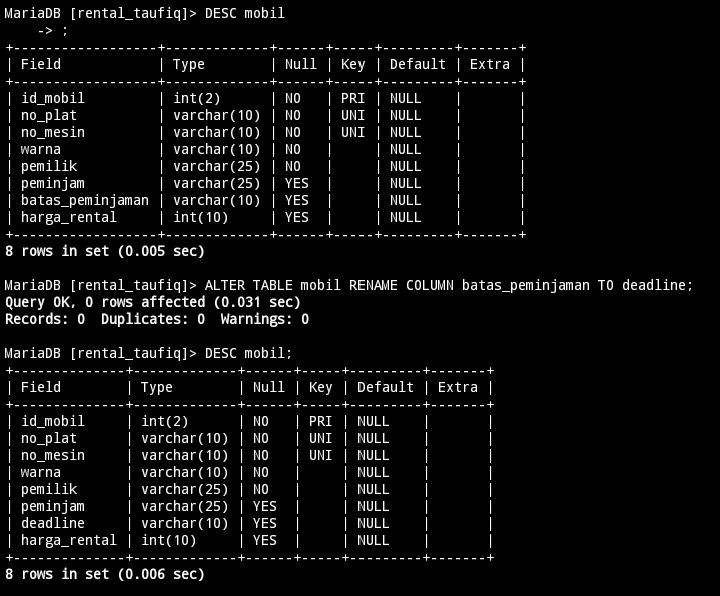 MariaDB [rental_taufiq]> DESC mobil
    -> ;
+------------------+-------------+------+-----+---------+-------+
| Field            | Type        | Null | Key | Default | Extra |
+------------------+-------------+------+-----+---------+-------+
| id_mobil         | int(2)      | NO   | PRI | NULL    |       |
| no_plat          | varchar(10) | NO   | UNI | NULL    |       |
| no_mesin         | varchar(10) | NO   | UNI | NULL    |       |
| warna            | varchar(10) | NO   |     | NULL    |       |
| pemilik          | varchar(25) | NO   |     | NULL    |       |
| peminjam         | varchar(25) | YES  |     | NULL    |       |
| batas_peminjaman | varchar(10) | YES  |     | NULL    |       |
| harga_rental     | int(10)     | YES  |     | NULL    |       |
+------------------+-------------+------+-----+---------+-------+
8 rows in set (0.005 sec)

MariaDB [rental_taufiq]> ALTER TABLE mobil RENAME COLUMN batas_peminjaman TO deadline;
Query OK, 0 rows affected (0.031 sec)
Records: 0  Duplicates: 0  Warnings: 0

MariaDB [rental_taufiq]> DESC mobil;
+--------------+-------------+------+-----+---------+-------+
| Field        | Type        | Null | Key | Default | Extra |
+--------------+-------------+------+-----+---------+-------+
| id_mobil     | int(2)      | NO   | PRI | NULL    |       |
| no_plat      | varchar(10) | NO   | UNI | NULL    |       |
| no_mesin     | varchar(10) | NO   | UNI | NULL    |       |
| warna        | varchar(10) | NO   |     | NULL    |       |
| pemilik      | varchar(25) | NO   |     | NULL    |       |
| peminjam     | varchar(25) | YES  |     | NULL    |       |
| deadline     | varchar(10) | YES  |     | NULL    |       |
| harga_rental | int(10)     | YES  |     | NULL    |       |
+--------------+-------------+------+-----+---------+-------+
8 rows in set (0.006 sec)